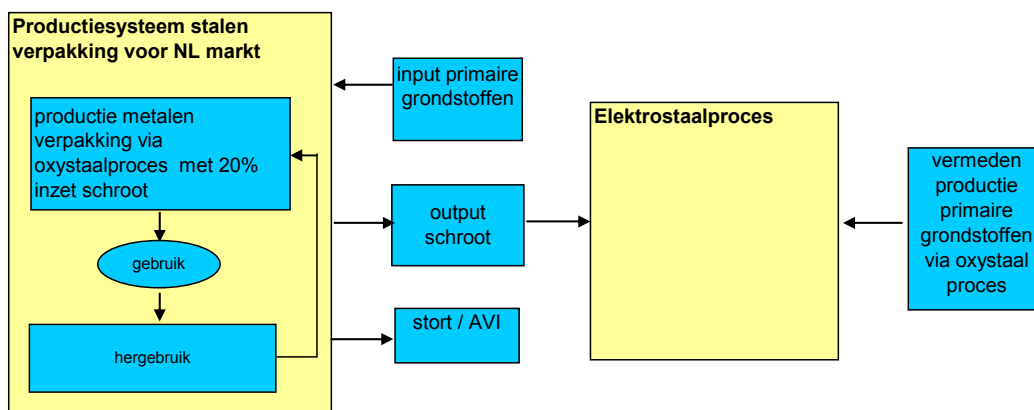 Productiesysteem stalen
verpakking voor NL markt
productie metalen
verpakking via
oxystaalproces met 20%
inzet schroot
gebruik
hergebruik
input primaire
grondstoffen
output
schroot
stort / AVI
Elektrostaalproces
vermeden
productie
primaire
grondstoffen
via oxystaal
proces